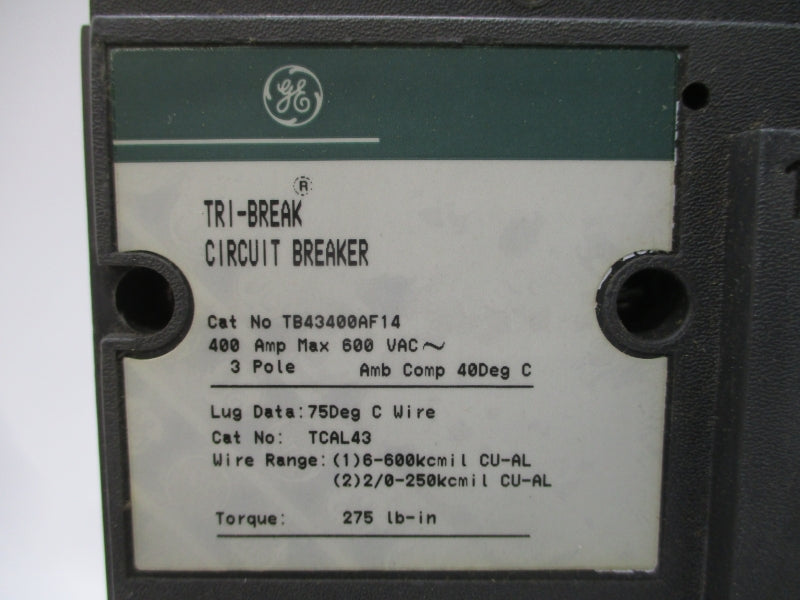 GE
TRI-BREAK®
CIRCUIT BREAKER
Cat No TB43400AF14
400 Amp Max 600 VAC~
3 Pole Amb Comp 40Deg C
Lug Data: 75Deg C Wire
Cat No: TCAL43
Wire Range: (1)6-600kcmil CU-AL
(2)2/0-250kcmil CU-AL
Torque: 275 lb-in